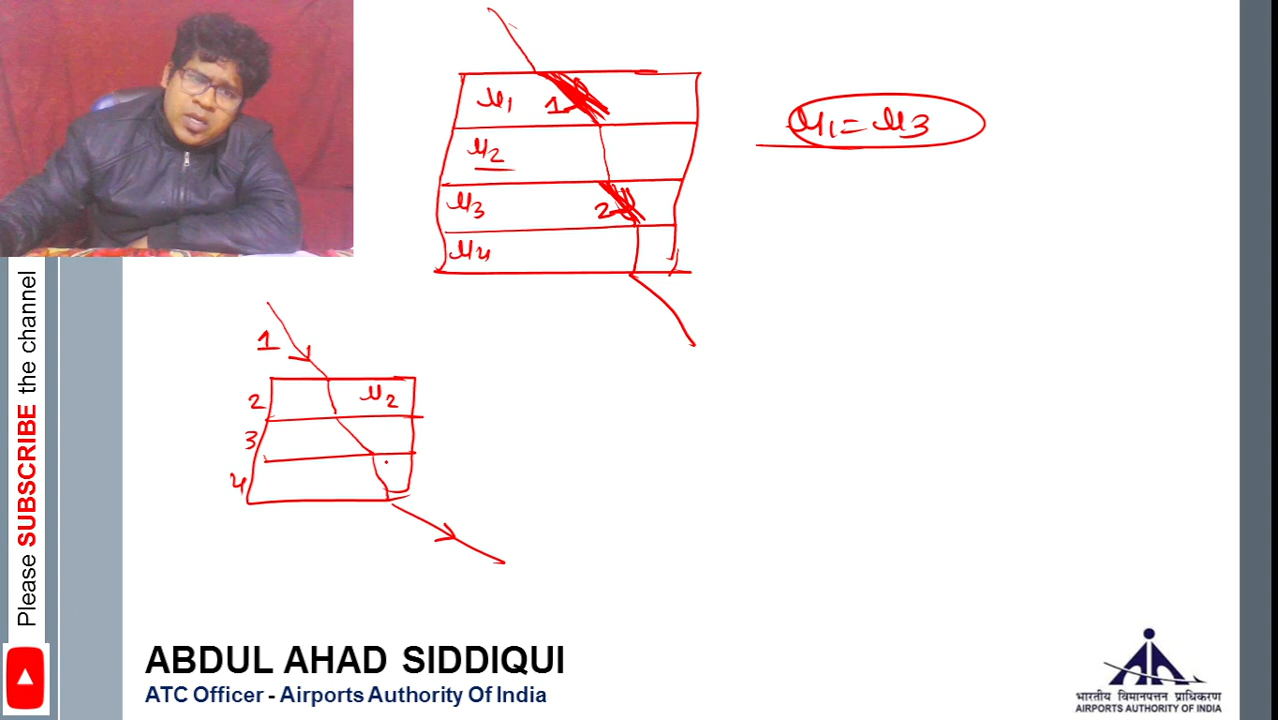 μ1
1
μ2
μ3
2
μ4
μ1 = μ3
1
2
μ2
3
4
Please SUBSCRIBE the channel
ABDUL AHAD SIDDIQUI
ATC Officer - Airports Authority Of India
भारतीय विमानपत्तन प्राधिकरण
AIRPORTS AUTHORITY OF INDIA